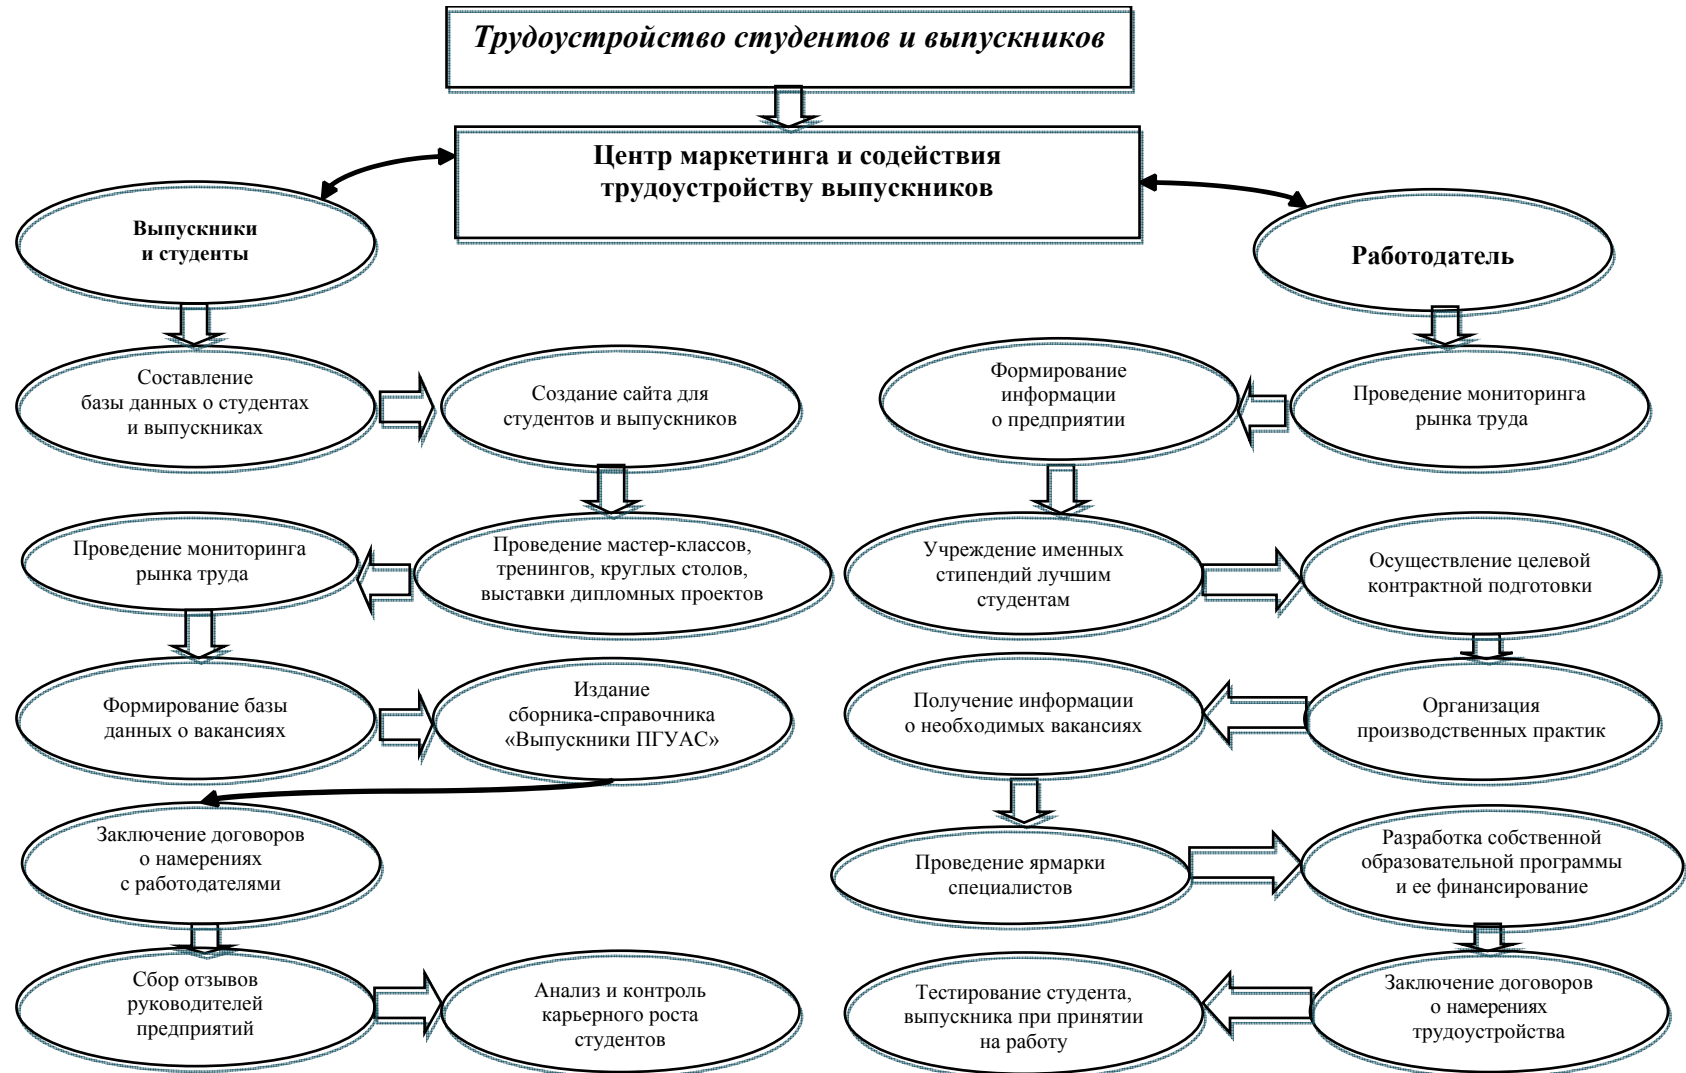 Трудоустройство студентов и выпускников
Центр маркетинга и содействия
трудоустройству выпускников
Выпускники
и студенты
Работодатель
Составление
базы данных о студентах
и выпускниках
Создание сайта для
студентов и выпускников
Формирование
информации
о предприятии
Проведение мониторинга
рынка труда
Проведение мониторинга
рынка труда
Проведение мастер-классов,
тренингов, круглых столов,
выставки дипломных проектов
Учреждение именных
стипендий лучшим
студентам
Осуществление целевой
контрактной подготовки
Формирование базы
данных о вакансиях
Издание
сборника-справочника
«Выпускники ПГУАС»
Получение информации
о необходимых вакансиях
Организация
производственных практик
Заключение договоров
о намерениях
с работодателями
Проведение ярмарки
специалистов
Разработка собственной
образовательной программы
и ее финансирование
Сбор отзывов
руководителей
предприятий
Анализ и контроль
карьерного роста
студентов
Тестирование студента,
выпускника при принятии
на работу
Заключение договоров
о намерениях
трудоустройства